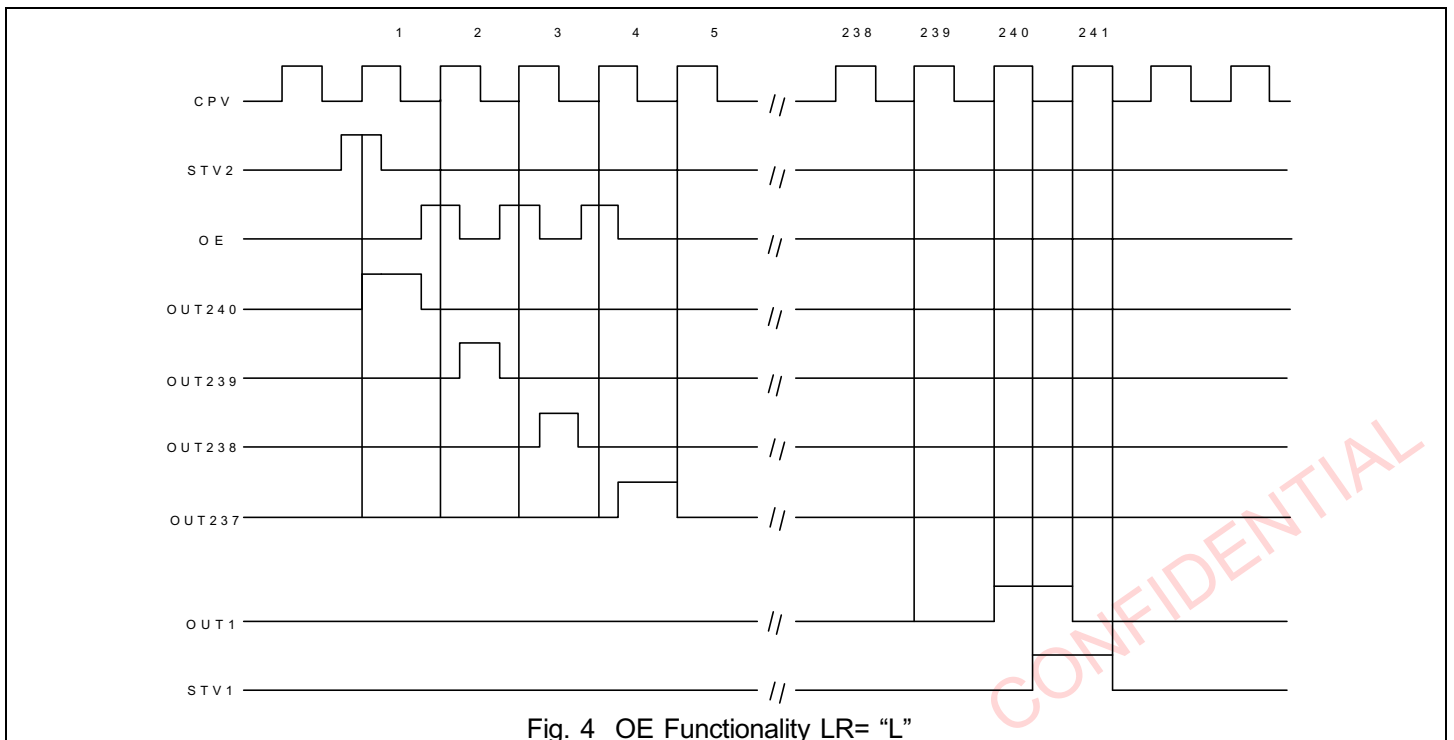 1 2 3 4 5 238 239 240 241
CPV
STV2
OE
OUT240
OUT239
OUT238
OUT237
OUT1
STV1
CONFIDENTIAL
Fig. 4 OE Functionality LR= “L”